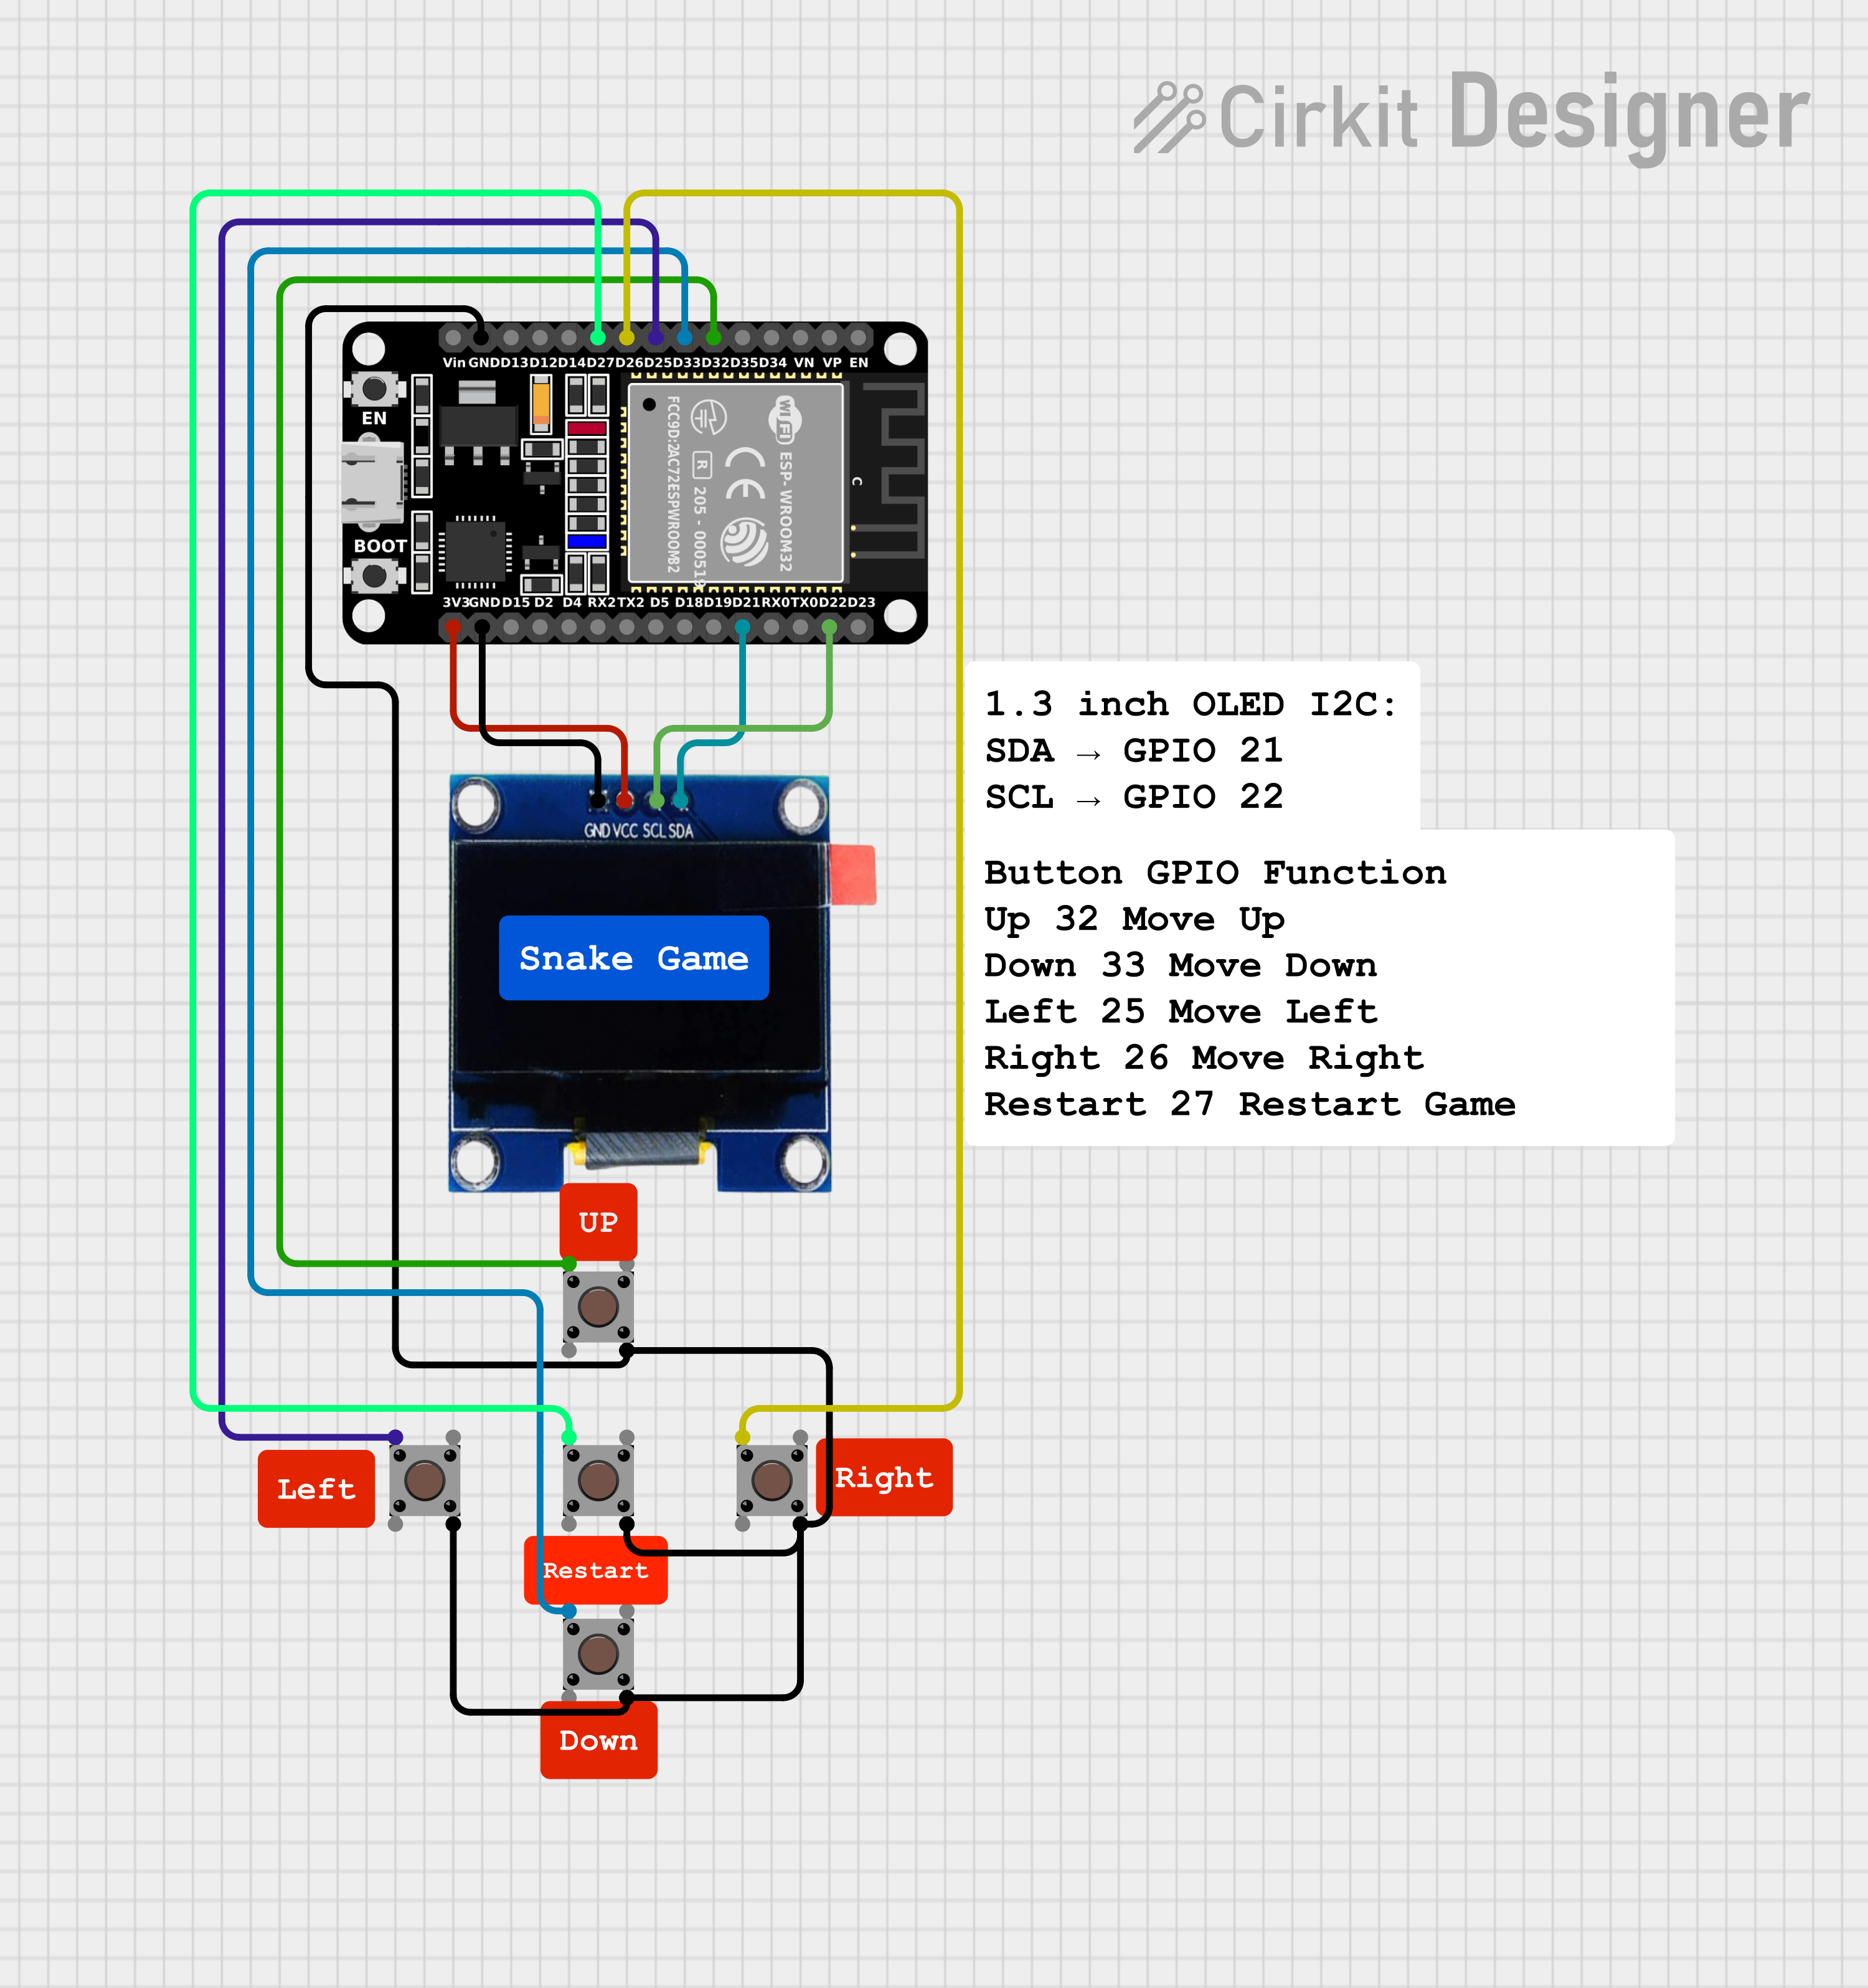 Cirkit Designer
Vin GND D13 D12 D14 D27 D26 D25 D33 D32 D35 D34 VN VP EN
EN
BOOT
FCC9D:2AC72ESPWROOM82
R
205 - 000519
WiFi
CE
ESP-WROOM32
C
3V3 GND D15 D2 D4 RX2 TX2 D5 D18 D19 D21 RX0 TX0 D22 D23
1.3 inch OLED I2C:
SDA → GPIO 21
SCL → GPIO 22
GND VCC SCL SDA
Button GPIO Function
Up 32 Move Up
Down 33 Move Down
Left 25 Move Left
Right 26 Move Right
Restart 27 Restart Game
Snake Game
UP
Left
Right
Restart
Down